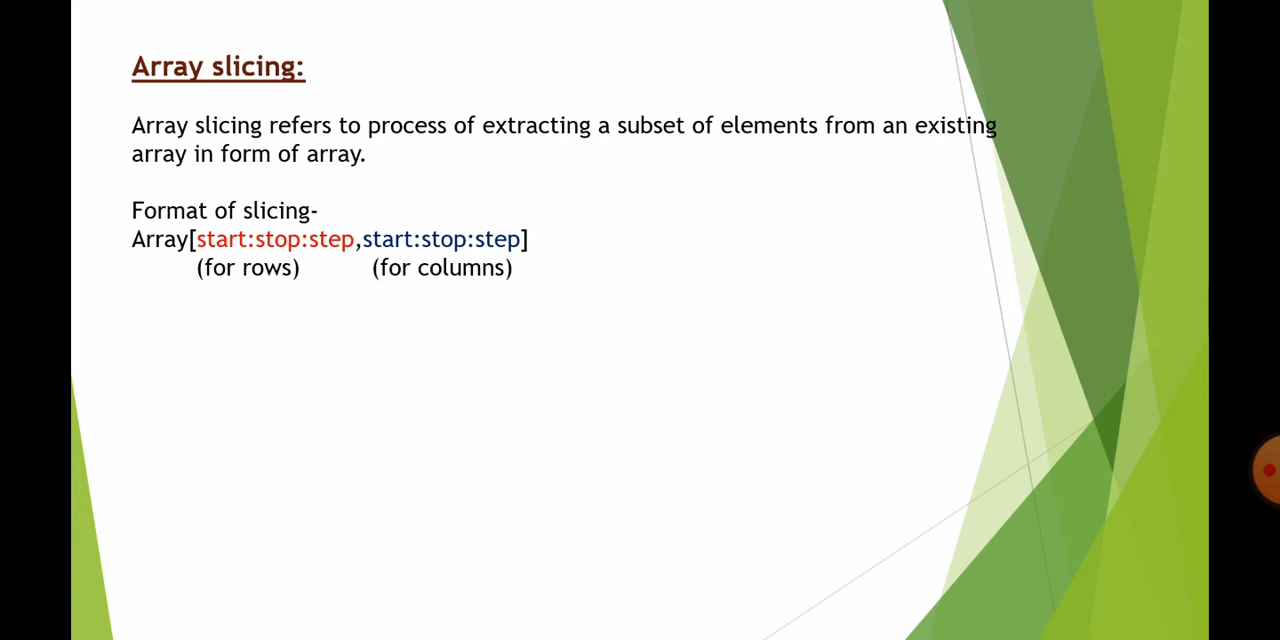 Array slicing:
Array slicing refers to process of extracting a subset of elements from an existing
array in form of array.
Format of slicing-
Array[start:stop:step,start:stop:step]
(for rows) (for columns)